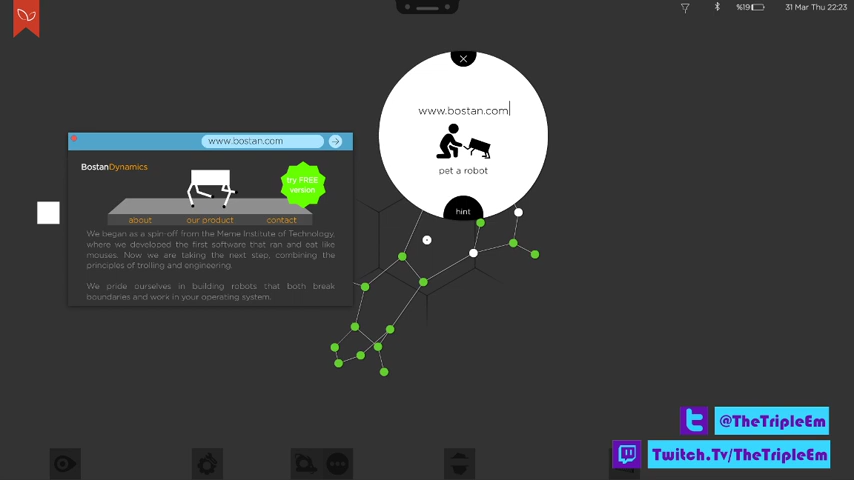 %19
31 Mar Thu 22:23
www.bostan.com
pet a robot
hint
www.bostan.com
BostanDynamics
try FREE
version
about our product contact
We began as a spin-off from the Meme Institute of Technology,
where we developed the first software that ran and eat like
mouses. Now we are taking the next step, combining the
principles of trolling and engineering.
We pride ourselves in building robots that both break
boundaries and work in your operating system.
@TheTripleEm
Twitch.Tv/TheTripleEm